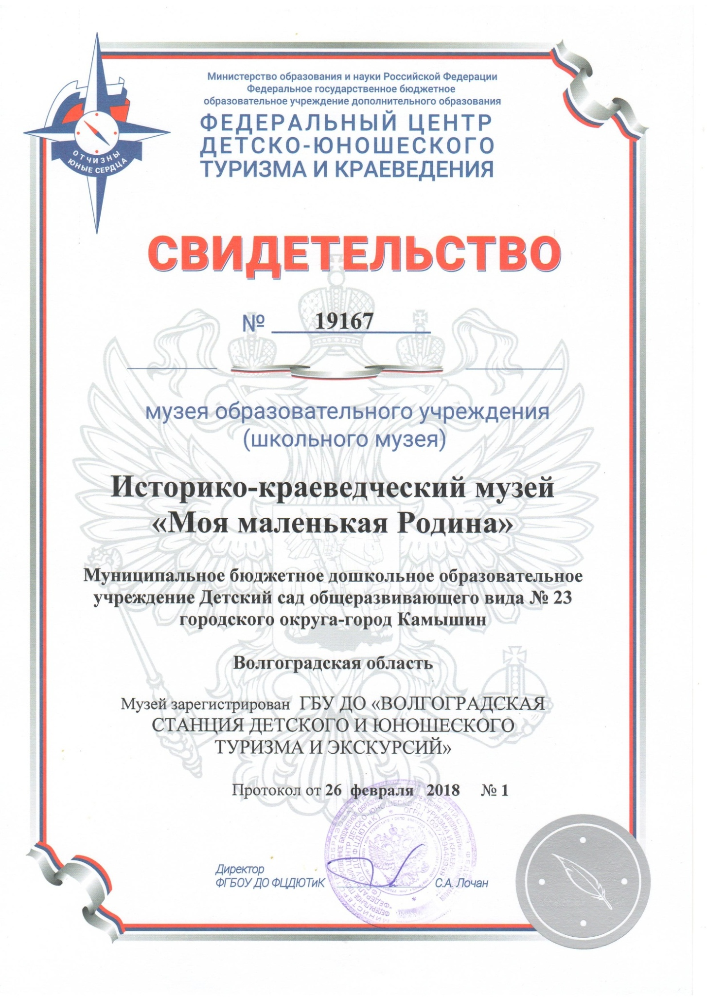 Министерство образования и науки Российской Федерации
Федеральное государственное бюджетное
образовательное учреждение дополнительного образования
ФЕДЕРАЛЬНЫЙ ЦЕНТР
ДЕТСКО-ЮНОШЕСКОГО
ТУРИЗМА И КРАЕВЕДЕНИЯ
ОТЧИЗНЫ
ЮНЫЕ СЕРДЦА
СВИДЕТЕЛЬСТВО
№ 19167
музея образовательного учреждения
(школьного музея)
Историко-краеведческий музей
«Моя маленькая Родина»
Муниципальное бюджетное дошкольное образовательное
учреждение Детский сад общеразвивающего вида № 23
городского округа-город Камышин
Волгоградская область
Музей зарегистрирован ГБУ ДО «ВОЛГОГРАДСКАЯ
СТАНЦИЯ ДЕТСКОГО И ЮНОШЕСКОГО
ТУРИЗМА И ЭКСКУРСИЙ»
Протокол от 26 февраля 2018 № 1
Директор
ФГБОУ ДО ФЦДЮТиК С.А. Лочан